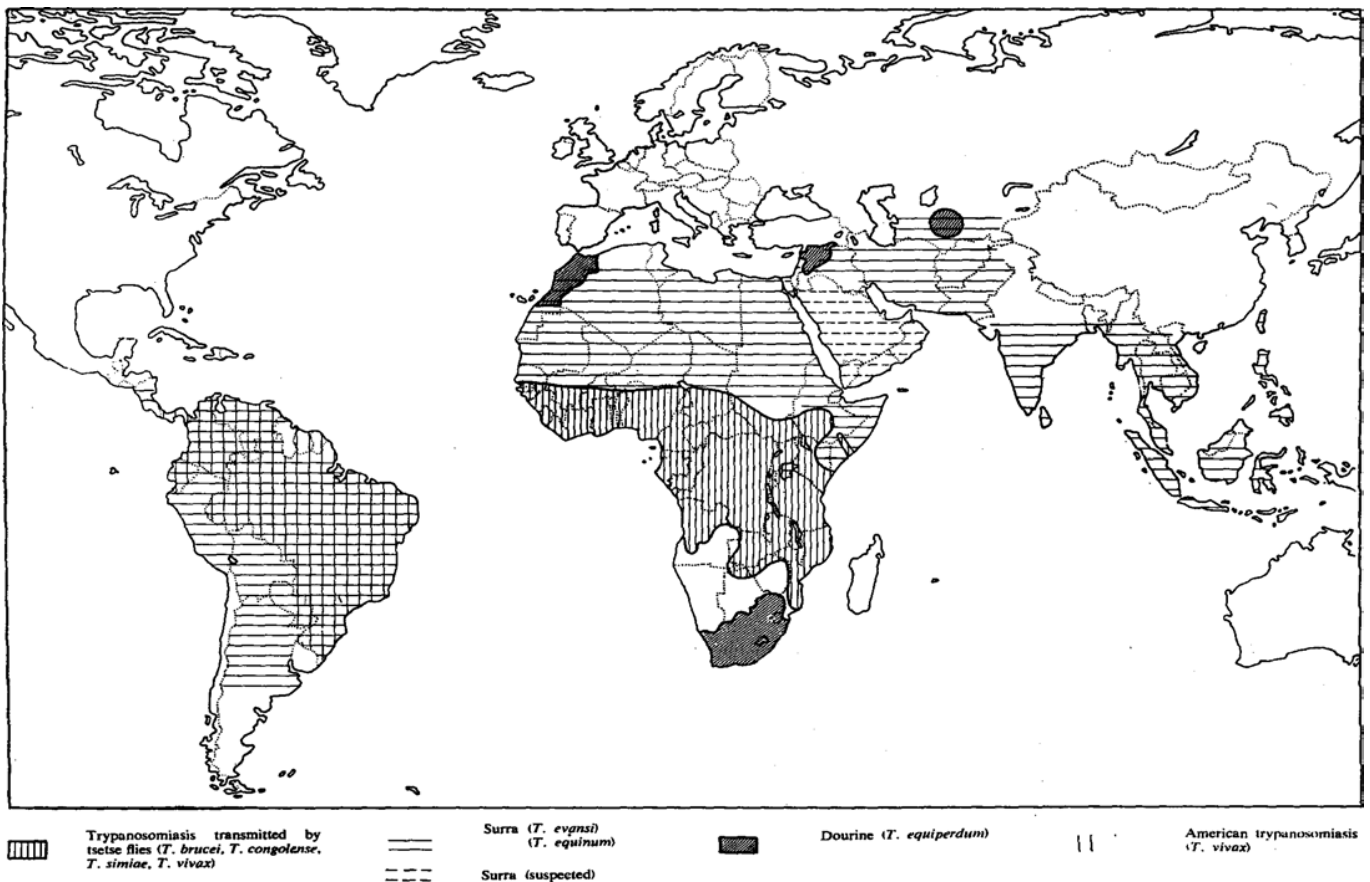 Trypanosomiasis transmitted by
tsetse flies (T. brucei, T. congolense,
T. simiae, T. vivax)
Surra (T. evansi)
(T. equinum)
Surra (suspected)
Dourine (T. equiperdum)
American trypanosomiasis
(T. vivax)